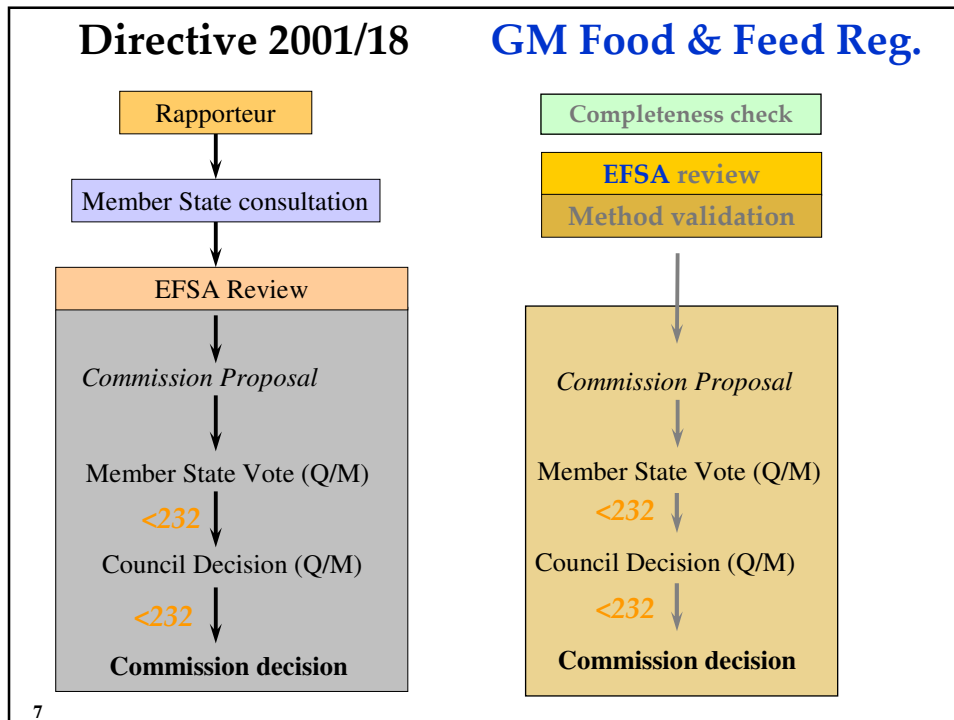 Directive 2001/18
Rapporteur
Member State consultation
EFSA Review
Commission Proposal
Member State Vote (Q/M)
<232
Council Decision (Q/M)
<232
Commission decision
GM Food & Feed Reg.
Completeness check
EFSA review
Method validation
Commission Proposal
Member State Vote (Q/M)
<232
Council Decision (Q/M)
<232
Commission decision
7